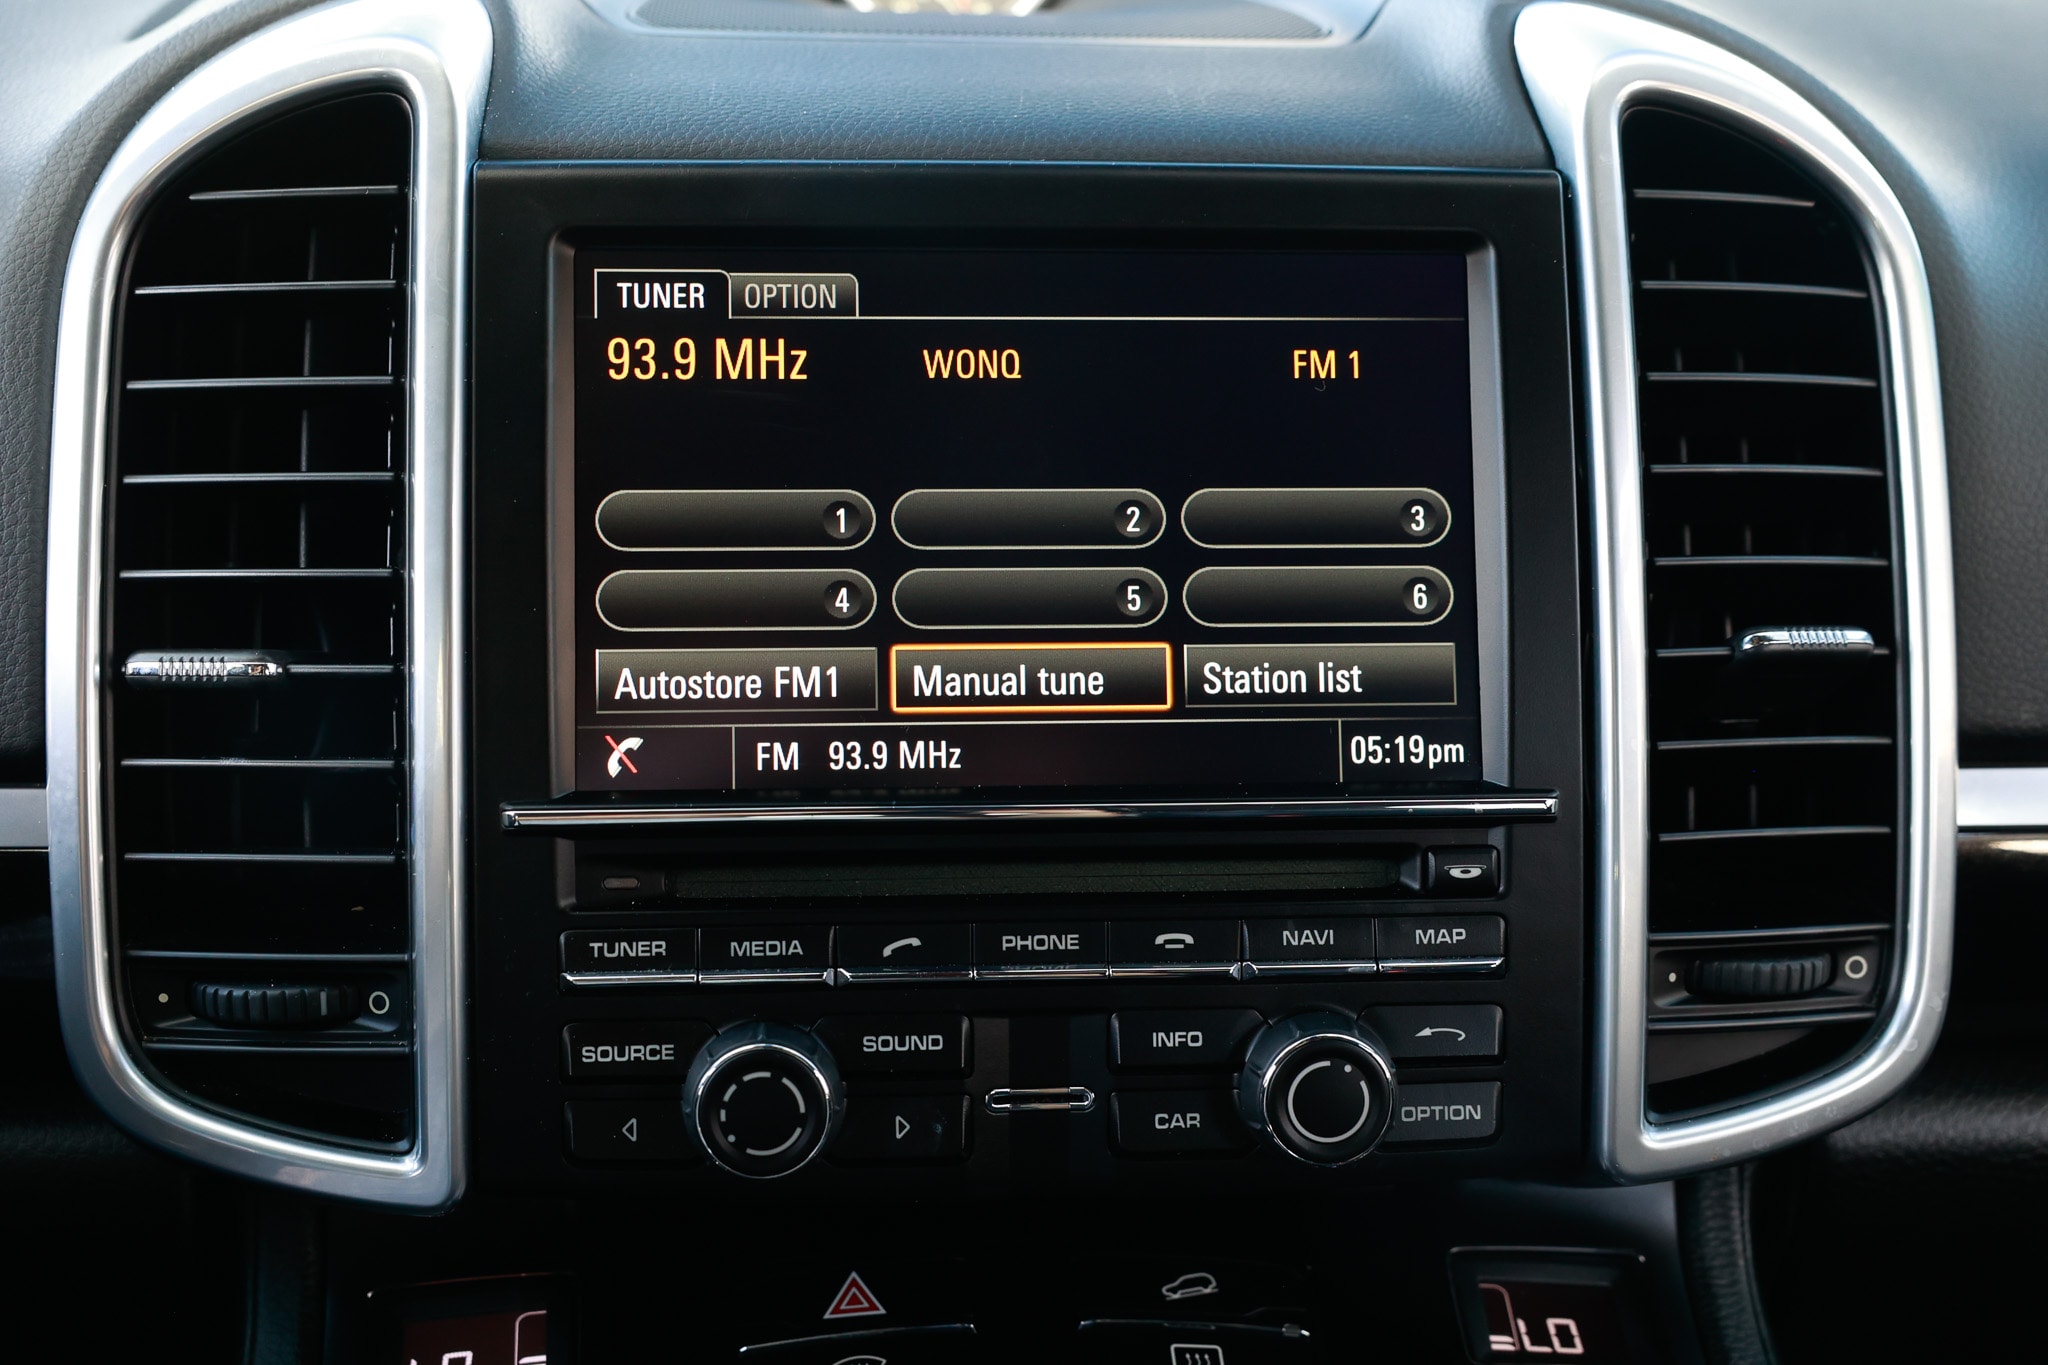 TUNER OPTION
93.9 MHz WONQ FM 1
1 2 3
4 5 6
Autostore FM1 Manual tune Station list
FM 93.9 MHz 05:19pm
TUNER MEDIA PHONE NAVI MAP
SOURCE SOUND INFO
CAR OPTION
LO